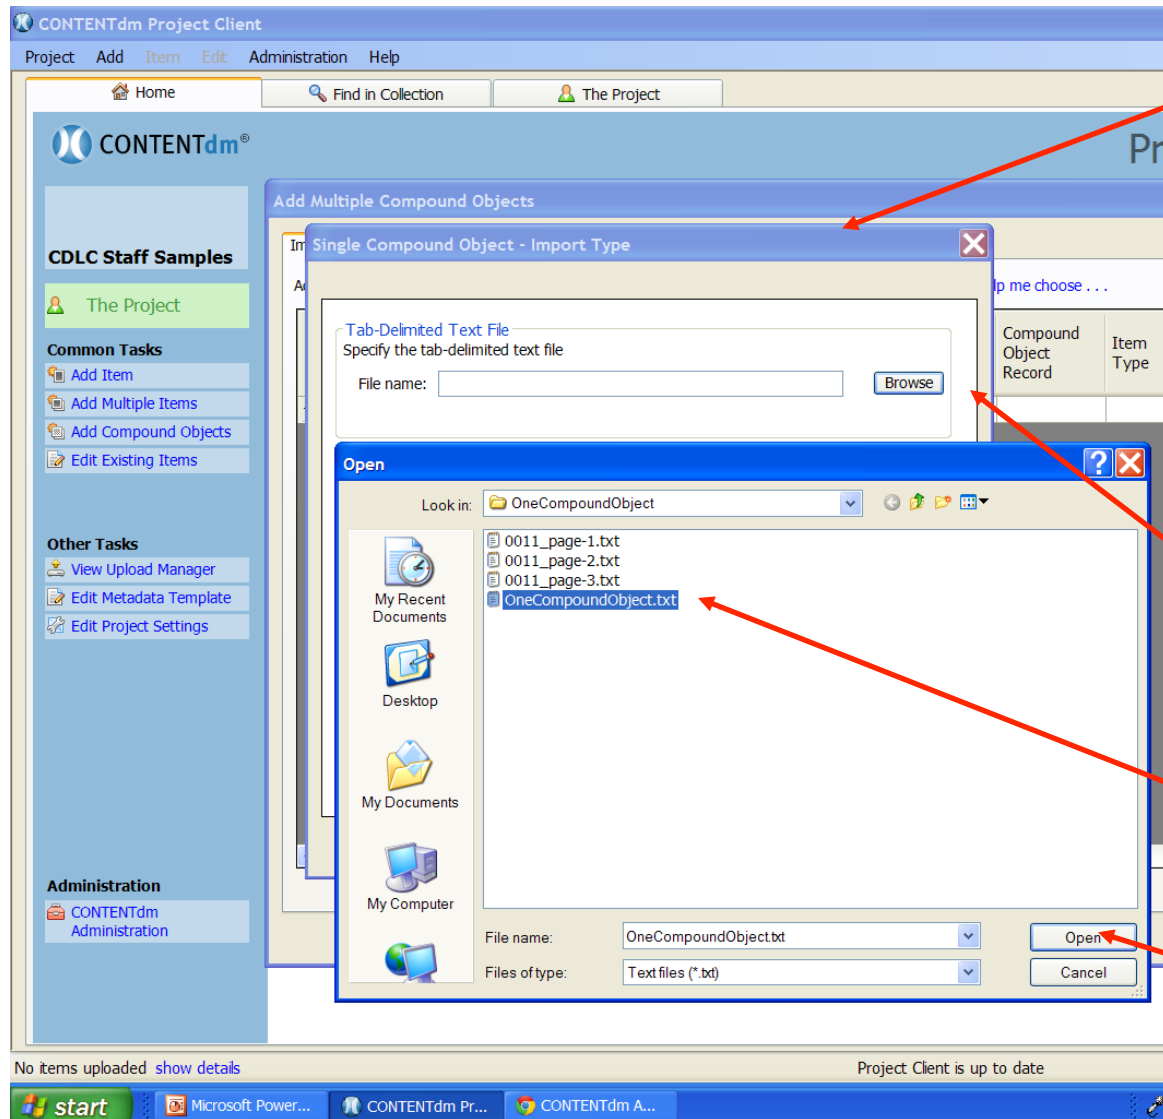 CONTENTdm Project Client
Project Add Item Edit Administration Help
Home Find in Collection The Project
CONTENTdm®
Pr
CDLC Staff Samples
The Project
Common Tasks
Add Item
Add Multiple Items
Add Compound Objects
Edit Existing Items
Other Tasks
View Upload Manager
Edit Metadata Template
Edit Project Settings
Administration
CONTENTdm
Administration
Add Multiple Compound Objects
Im
Single Compound Object - Import Type
lp me choose . . .
Compound
Object
Record
Item
Type
Tab-Delimited Text File
Specify the tab-delimited text file
File name: Browse
Open
Look in: OneCompoundObject
0011_page-1.txt
0011_page-2.txt
0011_page-3.txt
OneCompoundObject.txt
My Recent
Documents
Desktop
My Documents
My Computer
File name: OneCompoundObject.txt Open
Files of type: Text files (*.txt) Cancel
No items uploaded show details Project Client is up to date
start Microsoft Power... CONTENTdm Pr... CONTENTdm A...